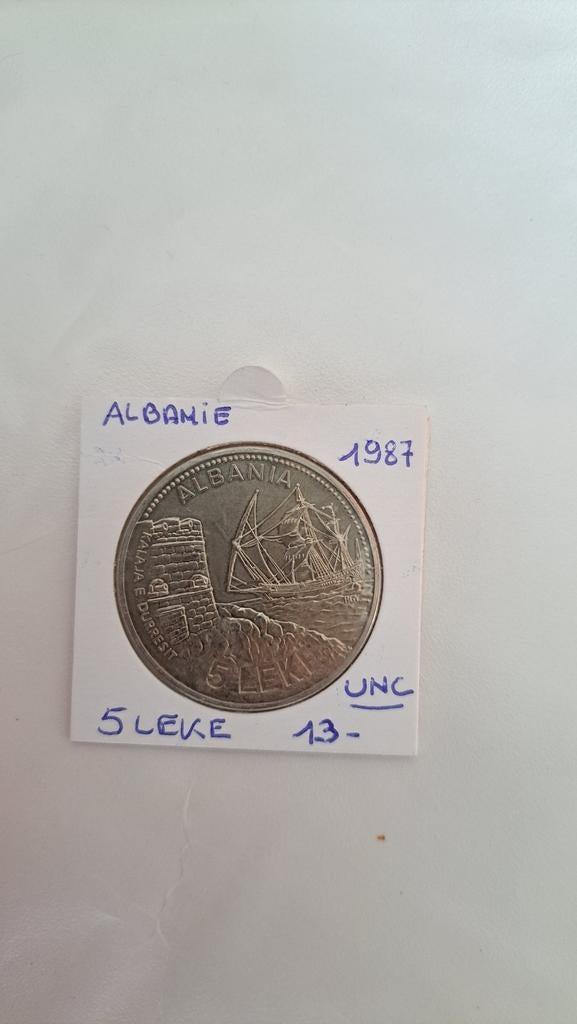 ALBANIE
1987
ALBANIA
KALAJA E DURRESIT
5 LEKE
UNC
5 LEKE 13-